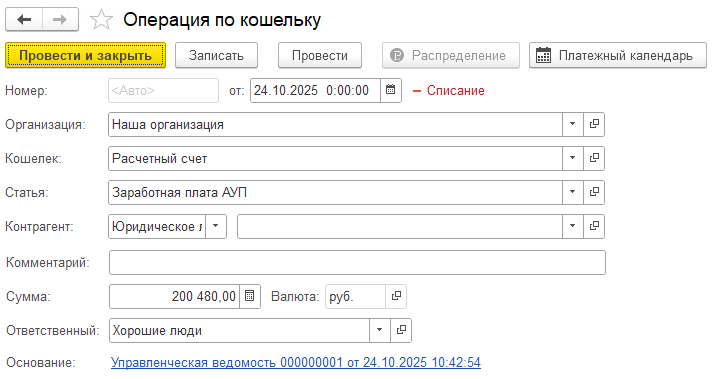 Операция по кошельку
Провести и закрыть Записать Провести Распределение Платежный календарь
Номер: <Авто> от: 24.10.2025 0:00:00 − Списание
Организация: Наша организация
Кошелек: Расчетный счет
Статья: Заработная плата АУП
Контрагент: Юридическое л
Комментарий:
Сумма: 200 480,00 Валюта: руб.
Ответственный: Хорошие люди
Основание: Управленческая ведомость 000000001 от 24.10.2025 10:42:54